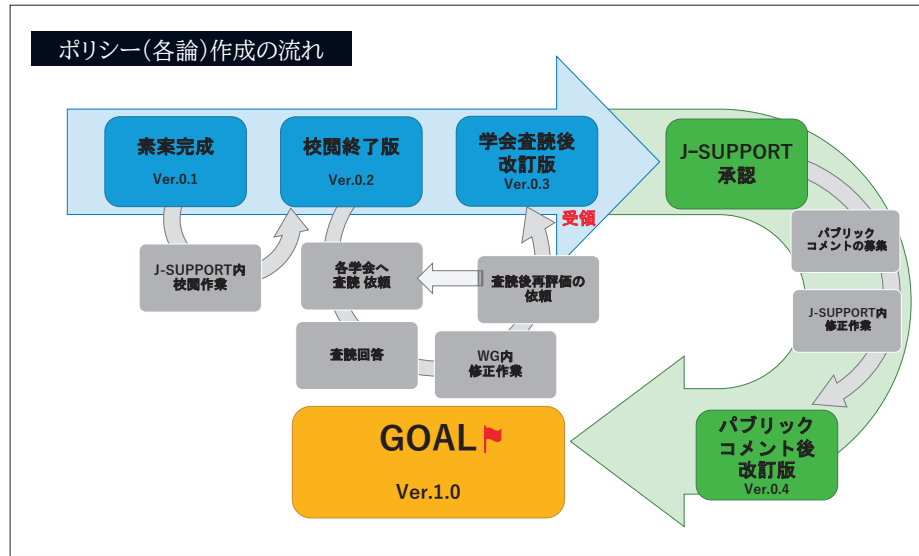 ポリシー(各論)作成の流れ
素案完成
Ver.0.1
校閲終了版
Ver.0.2
学会査読後
改訂版
Ver.0.3
J-SUPPORT
承認
受領
J-SUPPORT内
校閲作業
各学会へ
査読 依頼
査読後再評価の
依頼
査読回答
WG内
修正作業
パブリック
コメントの募集
J-SUPPORT内
修正作業
パブリック
コメント後
改訂版
Ver.0.4
GOAL
Ver.1.0